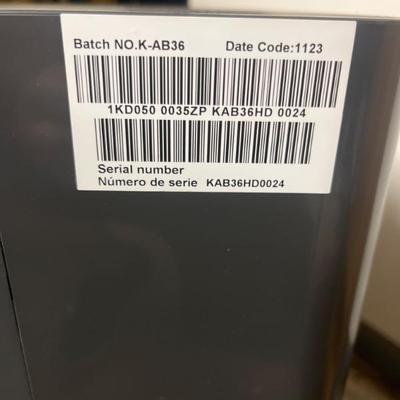 Batch NO.K-AB36 Date Code:1123
1KD050 0035ZP KAB36HD 0024
Serial number
Número de serie KAB36HD0024